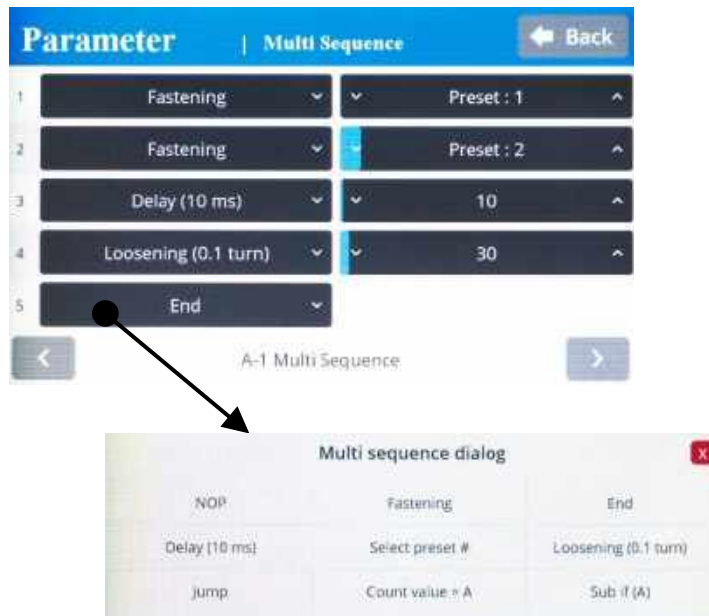 Parameter | Multi Sequence Back
1 Fastening Preset : 1
2 Fastening Preset : 2
3 Delay (10 ms) 10
4 Loosening (0.1 turn) 30
5 End
A-1 Multi Sequence
Multi sequence dialog X
NOP Fastening End
Delay (10 ms) Select preset # Loosening (0.1 turn)
Jump Count value = A Sub if (A)